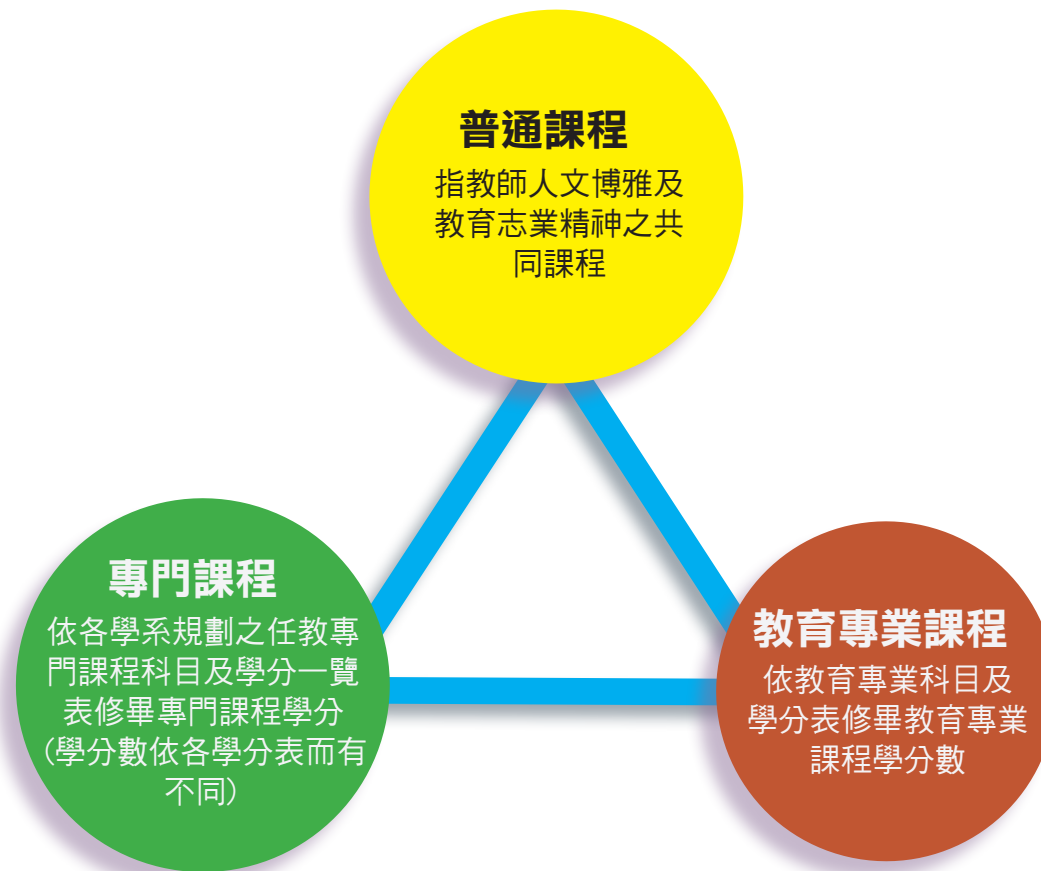 普通課程
指教師人文博雅及
教育志業精神之共
同課程
專門課程
依各學系規劃之任教專
門課程科目及學分一覽
表修畢專門課程學分
(學分數依各學分表而有
不同)
教育專業課程
依教育專業科目及
學分表修畢教育專業
課程學分數